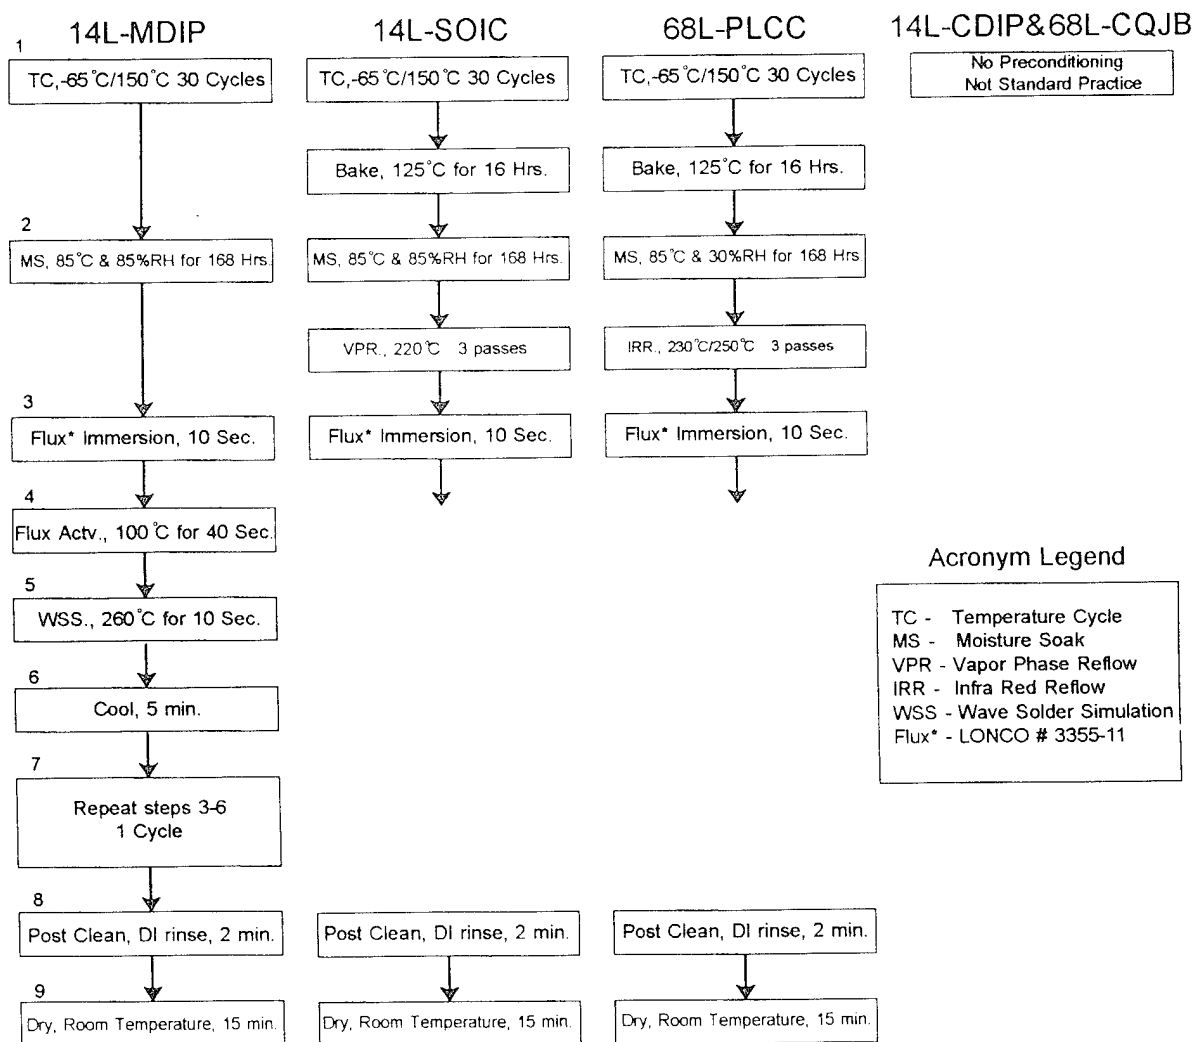 14L-MDIP
1
TC,-65°C/150°C 30 Cycles
2
MS, 85°C & 85%RH for 168 Hrs.
3
Flux* Immersion, 10 Sec.
4
Flux Actv., 100°C for 40 Sec.
5
WSS., 260°C for 10 Sec.
6
Cool, 5 min.
7
Repeat steps 3-6
1 Cycle
8
Post Clean, DI rinse, 2 min.
9
Dry, Room Temperature, 15 min.
14L-SOIC
TC,-65°C/150°C 30 Cycles
Bake, 125°C for 16 Hrs.
MS, 85°C & 85%RH for 168 Hrs.
VPR., 220°C 3 passes
Flux* Immersion, 10 Sec.
Post Clean, DI rinse, 2 min.
Dry, Room Temperature, 15 min.
68L-PLCC
TC,-65°C/150°C 30 Cycles
Bake, 125°C for 16 Hrs.
MS, 85°C & 30%RH for 168 Hrs.
IRR., 230°C/250°C 3 passes
Flux* Immersion, 10 Sec.
Post Clean, DI rinse, 2 min.
Dry, Room Temperature, 15 min.
14L-CDIP&68L-CQJB
No Preconditioning
Not Standard Practice
Acronym Legend
TC - Temperature Cycle
MS - Moisture Soak
VPR - Vapor Phase Reflow
IRR - Infra Red Reflow
WSS - Wave Solder Simulation
Flux* - LONCO # 3355-11